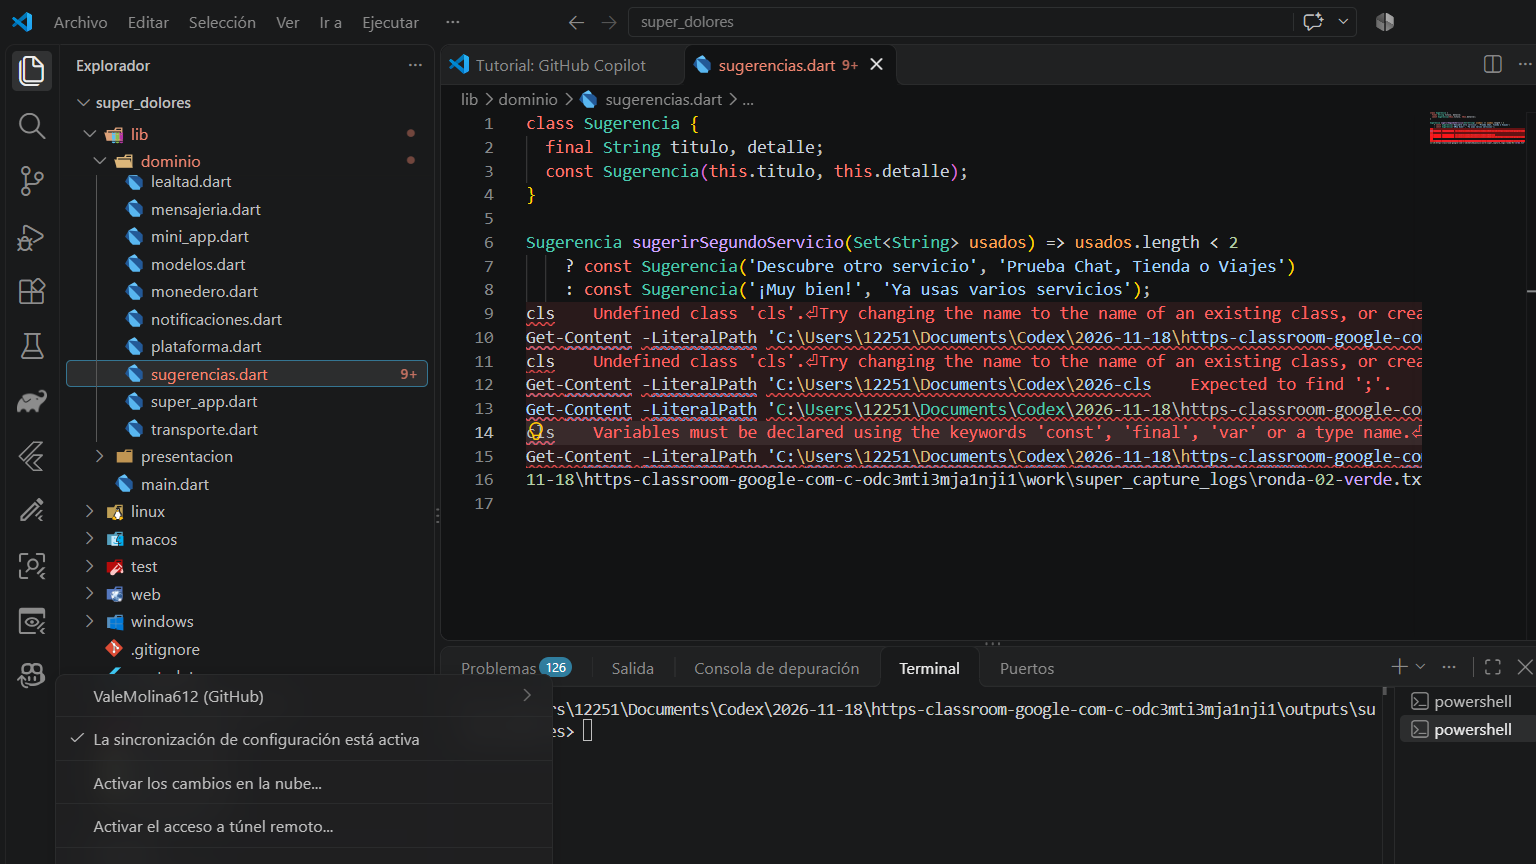 Archivo Editar Selección Ver Ir a Ejecutar ···
super_dolores
Explorador
super_dolores
lib
dominio
lealtad.dart
mensajeria.dart
mini_app.dart
modelos.dart
monedero.dart
notificaciones.dart
plataforma.dart
sugerencias.dart 9+
super_app.dart
transporte.dart
presentacion
main.dart
linux
macos
test
web
windows
.gitignore
ValeMolina612 (GitHub)
La sincronización de configuración está activa
Activar los cambios en la nube...
Activar el acceso a túnel remoto...
Tutorial: GitHub Copilot
sugerencias.dart 9+
lib > dominio > sugerencias.dart > ...
1 class Sugerencia {
2 final String titulo, detalle;
3 const Sugerencia(this.titulo, this.detalle);
4 }
5
6 Sugerencia sugerirSegundoServicio(Set<String> usados) => usados.length < 2
7 ? const Sugerencia('Descubre otro servicio', 'Prueba Chat, Tienda o Viajes')
8 : const Sugerencia('¡Muy bien!', 'Ya usas varios servicios');
9 cls Undefined class 'cls'.⏎Try changing the name to the name of an existing class, or crea
10 Get-Content -LiteralPath 'C:\Users\12251\Documents\Codex\2026-11-18\https-classroom-google-co
11 cls Undefined class 'cls'.⏎Try changing the name to the name of an existing class, or crea
12 Get-Content -LiteralPath 'C:\Users\12251\Documents\Codex\2026-cls Expected to find ';'.
13 Get-Content -LiteralPath 'C:\Users\12251\Documents\Codex\2026-11-18\https-classroom-google-co
14 cls Variables must be declared using the keywords 'const', 'final', 'var' or a type name.⏎
15 Get-Content -LiteralPath 'C:\Users\12251\Documents\Codex\2026-11-18\https-classroom-google-co
16 11-18\https-classroom-google-com-c-odc3mti3mja1nji1\work\super_capture_logs\ronda-02-verde.tx
17
Problemas 126 Salida Consola de depuración Terminal Puertos
rs\12251\Documents\Codex\2026-11-18\https-classroom-google-com-c-odc3mti3mja1nji1\outputs\su
es>
powershell
powershell